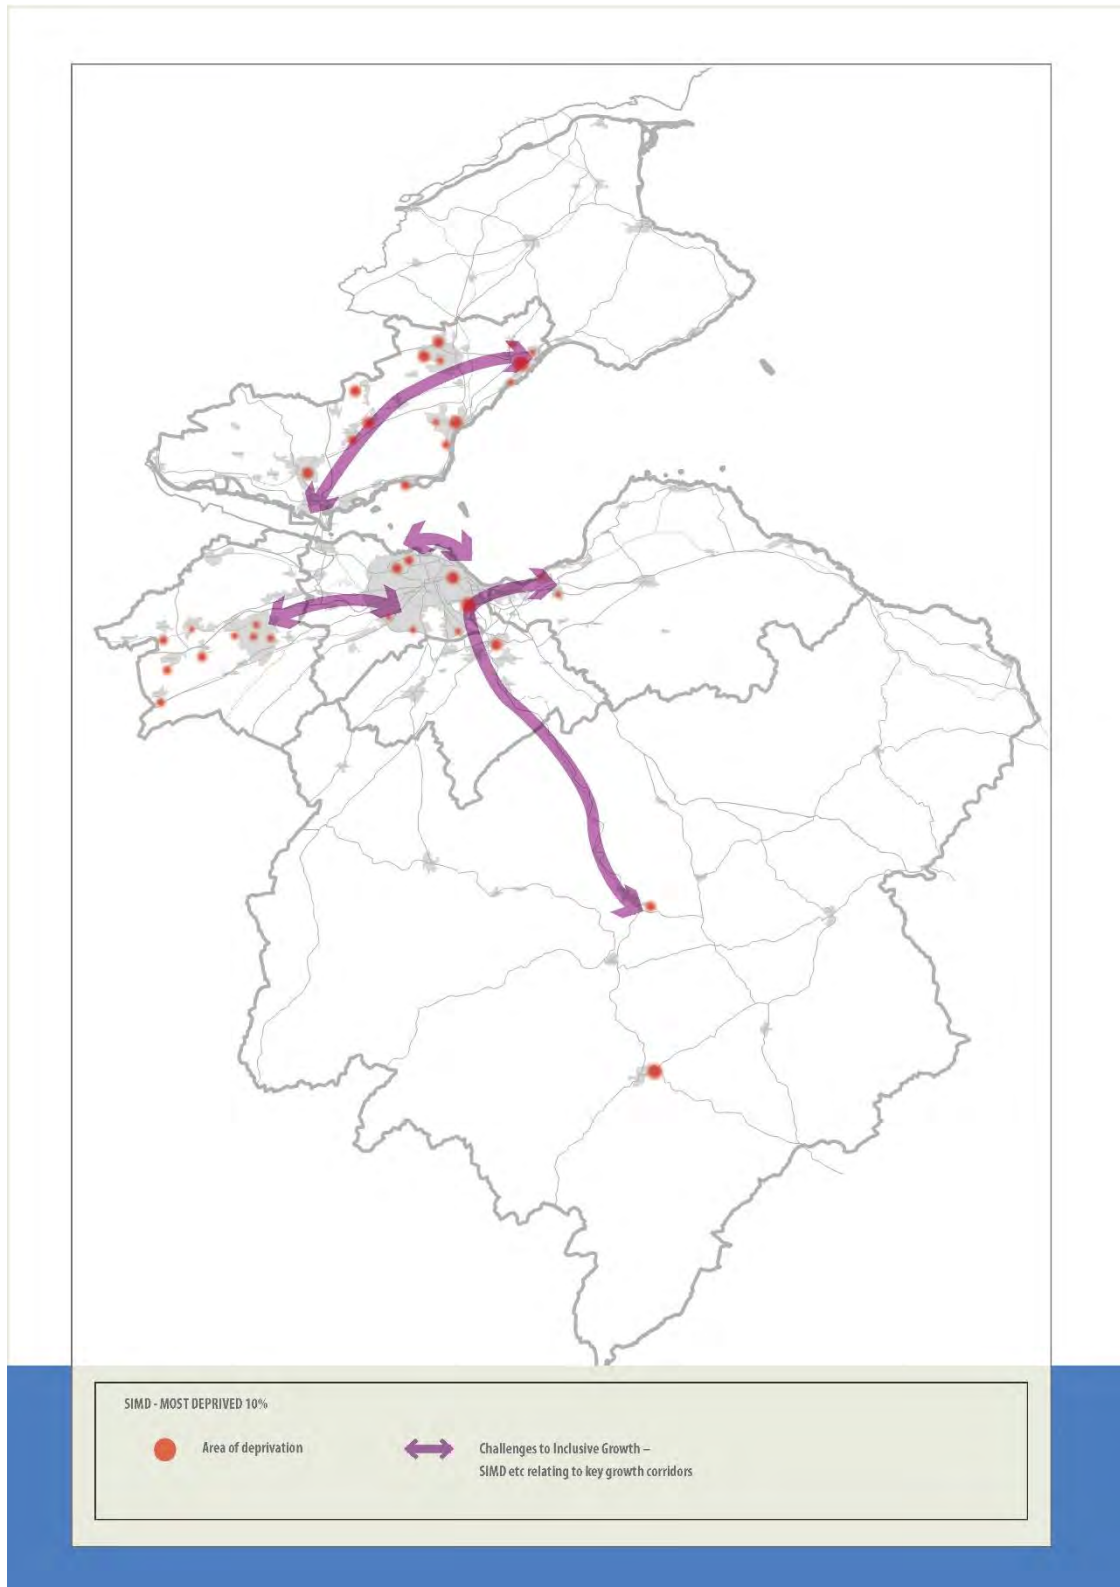 SIMD - MOST DEPRIVED 10%
Area of deprivation
Challenges to Inclusive Growth –
SIMD etc relating to key growth corridors